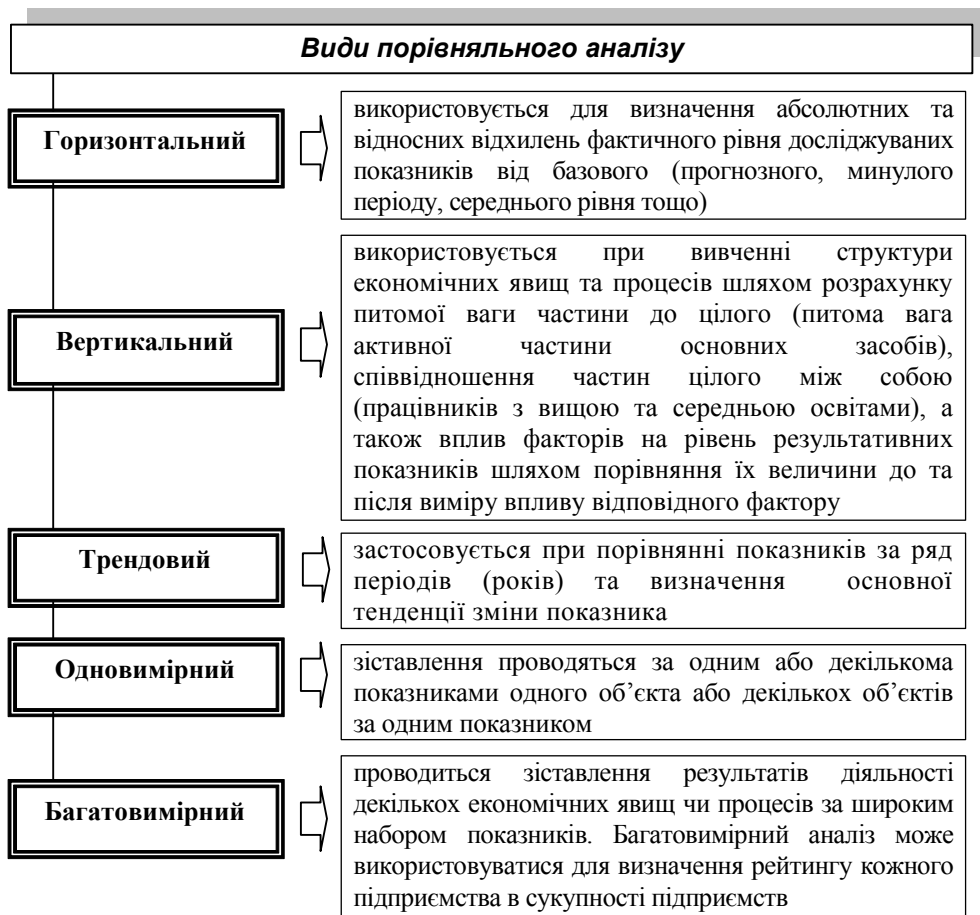 Види порівняльного аналізу
Горизонтальний
використовується для визначення абсолютних та
відносних відхилень фактичного рівня досліджуваних
показників від базового (прогнозного, минулого
періоду, середнього рівня тощо)
Вертикальний
використовується при вивченні структури
економічних явищ та процесів шляхом розрахунку
питомої ваги частини до цілого (питома вага
активної частини основних засобів),
співвідношення частин цілого між собою
(працівників з вищою та середньою освітами), а
також вплив факторів на рівень результативних
показників шляхом порівняння їх величини до та
після виміру впливу відповідного фактору
Трендовий
застосовується при порівнянні показників за ряд
періодів (років) та визначення основної
тенденції зміни показника
Одновимірний
зіставлення проводяться за одним або декількома
показниками одного об’єкта або декількох об’єктів
за одним показником
Багатовимірний
проводиться зіставлення результатів діяльності
декількох економічних явищ чи процесів за широким
набором показників. Багатовимірний аналіз може
використовуватися для визначення рейтингу кожного
підприємства в сукупності підприємств